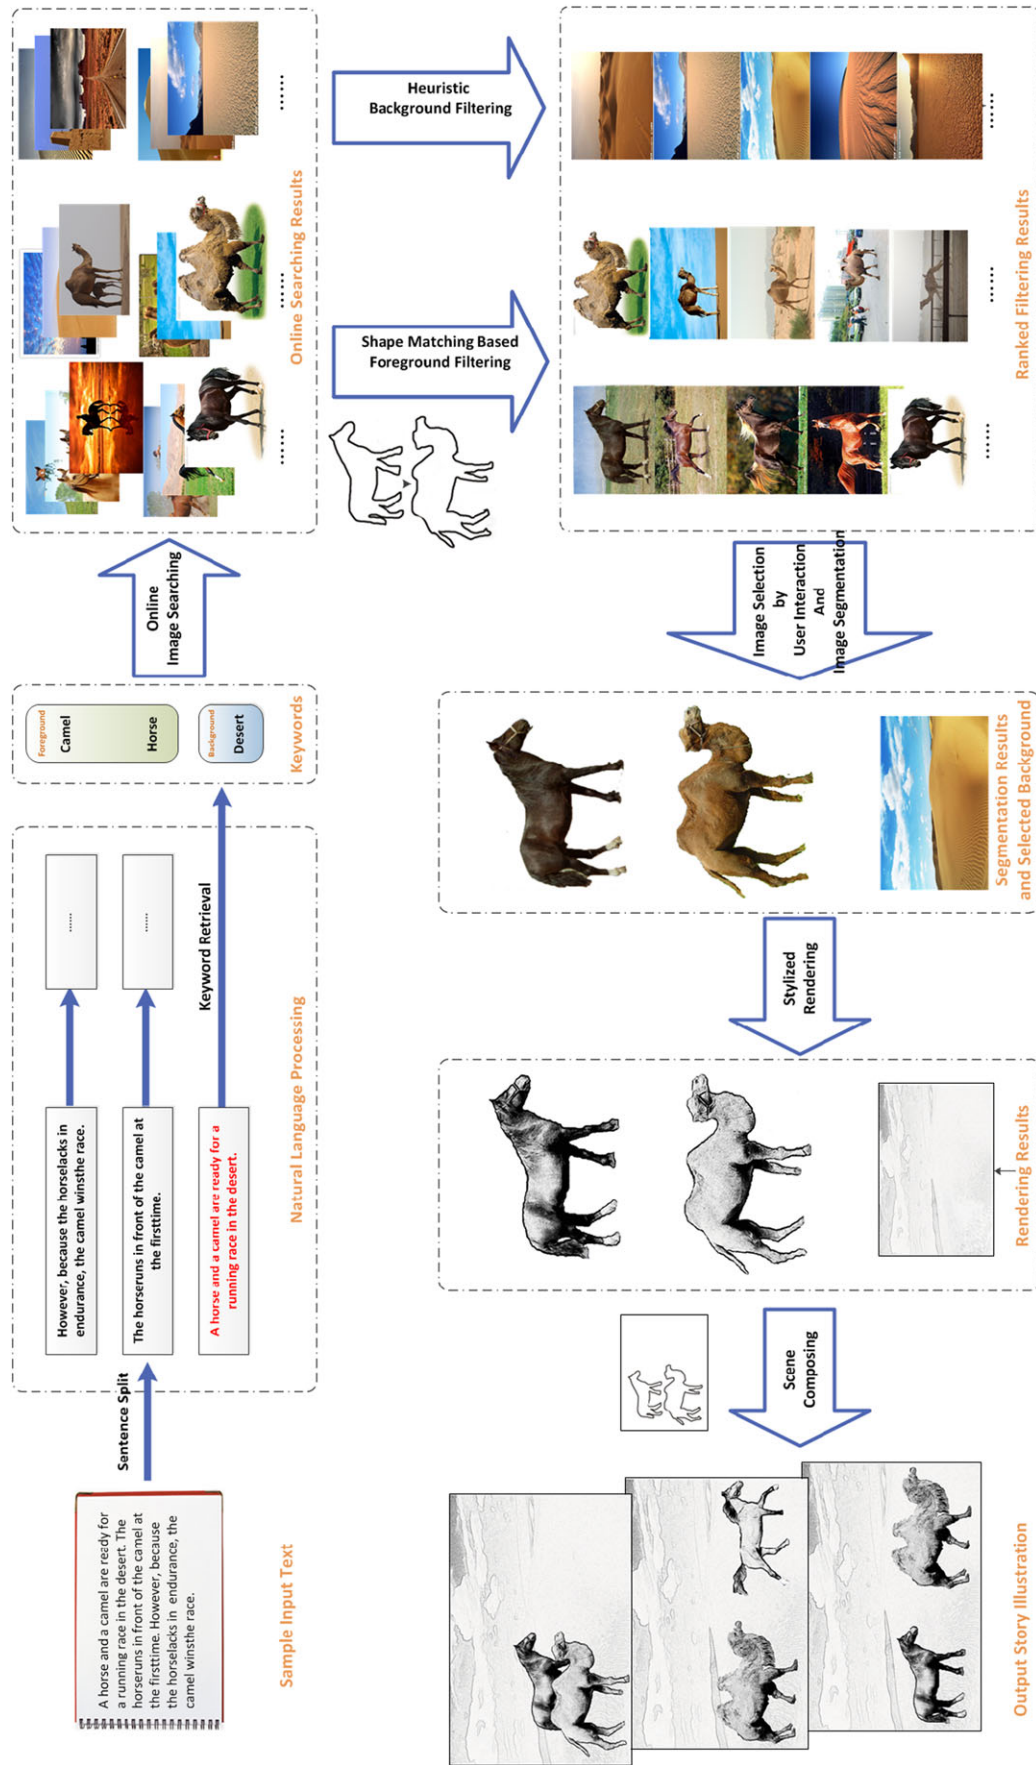 A horse and a camel are ready for
a running race in the desert. The
horseruns in front of the camel at
the firsttime. However, because
the horselacks in endurance, the
camel winsthe race.
Sample Input Text
Sentence Split
However, because the horselacks in
endurance, the camel winsthe race.
......
The horseruns in front of the camel at
the firsttime.
......
A horse and a camel are ready for a
running race in the desert.
Keyword Retrieval
Natural Language Processing
Foreground
Camel
Horse
Background
Desert
Keywords
Online
Image Searching
......
......
......
Online Searching Results
Heuristic
Background Filtering
Shape Matching Based
Foreground Filtering
......
......
......
Ranked Filtering Results
Image Selection
by
User Interaction
And
Image Segmentation
Segmentation Results
and Selected Background
Stylized
Rendering
Rendering Results
Scene
Composing
Output Story Illustration